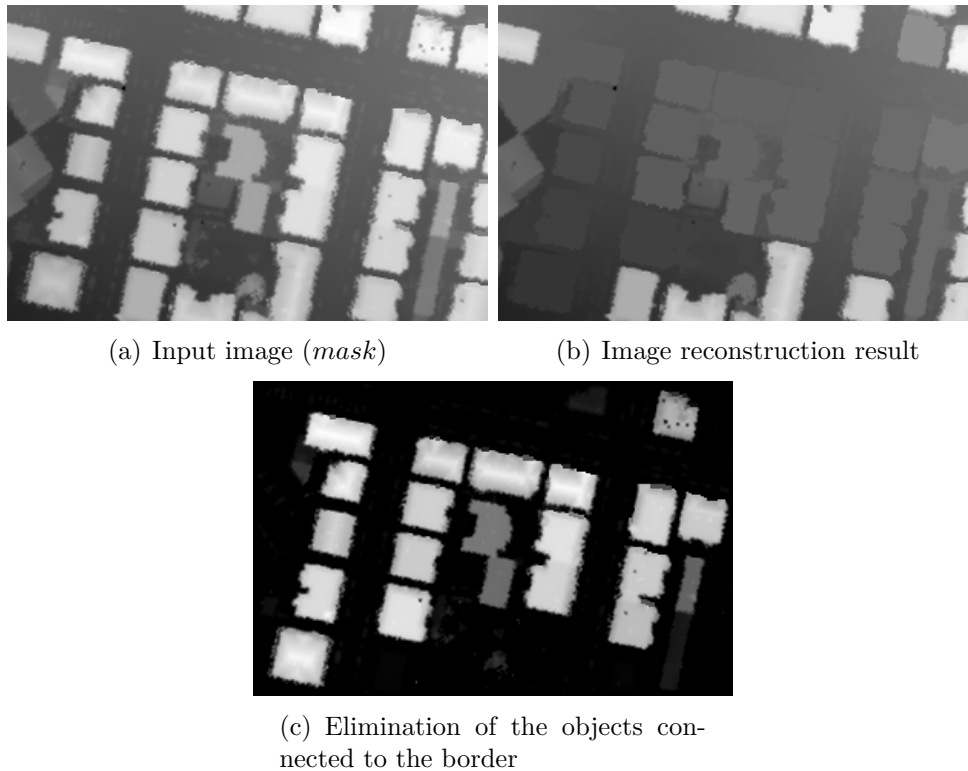 (a) Input image (mask)
(b) Image reconstruction result
(c) Elimination of the objects con-
nected to the border